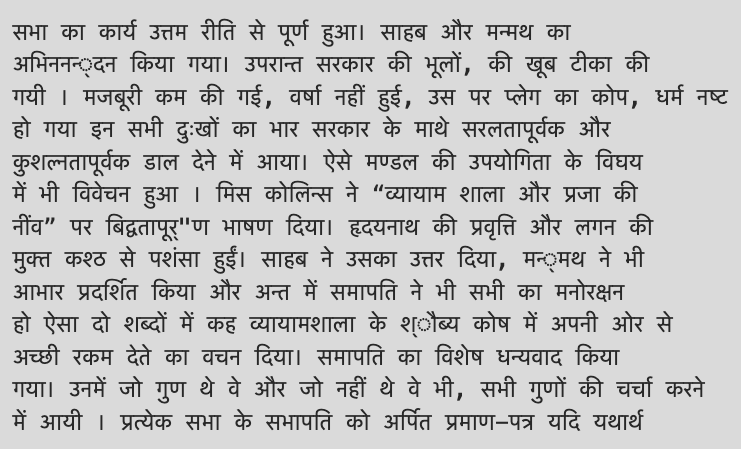 सभा का कार्य उत्तम रीति से पूर्ण हुआ। साहब और मन्मथ का
अभिननन्‍्दन किया गया। उपरान्त सरकार की भूलों, की खूब टीका की
गयी । मजबूरी कम की गई, वर्षा नहीं हुई, उस पर प्लेग का कोप, धर्म नष्ट
हो गया इन सभी दुःखों का भार सरकार के माथे सरलतापूर्वक और
कुशल्नतापूर्वक डाल देने में आया। ऐसे मण्डल की उपयोगिता के विघय
में भी विवेचन हुआ । मिस कोलिन्स ने “व्यायाम शाला और प्रजा की
नींव” पर बिद्वतापूर्"ण भाषण दिया। हृदयनाथ की प्रवृत्ति और लगन की
मुक्त कश्ठ से पशंसा हुईं। साहब ने उसका उत्तर दिया, मन्‍्मथ ने भी
आभार प्रदर्शित किया और अन्त में समापति ने भी सभी का मनोरक्षन
हो ऐसा दो शब्दों में कह व्यायामशाला के श्ौब्य कोष में अपनी ओर से
अच्छी रकम देते का वचन दिया। समापति का विशेष धन्यवाद किया
गया। उनमें जो गुण थे वे और जो नहीं थे वे भी, सभी गुणों की चर्चा करने
में आयी । प्रत्येक सभा के सभापति को अर्पित प्रमाण–पत्र यदि यथार्थ